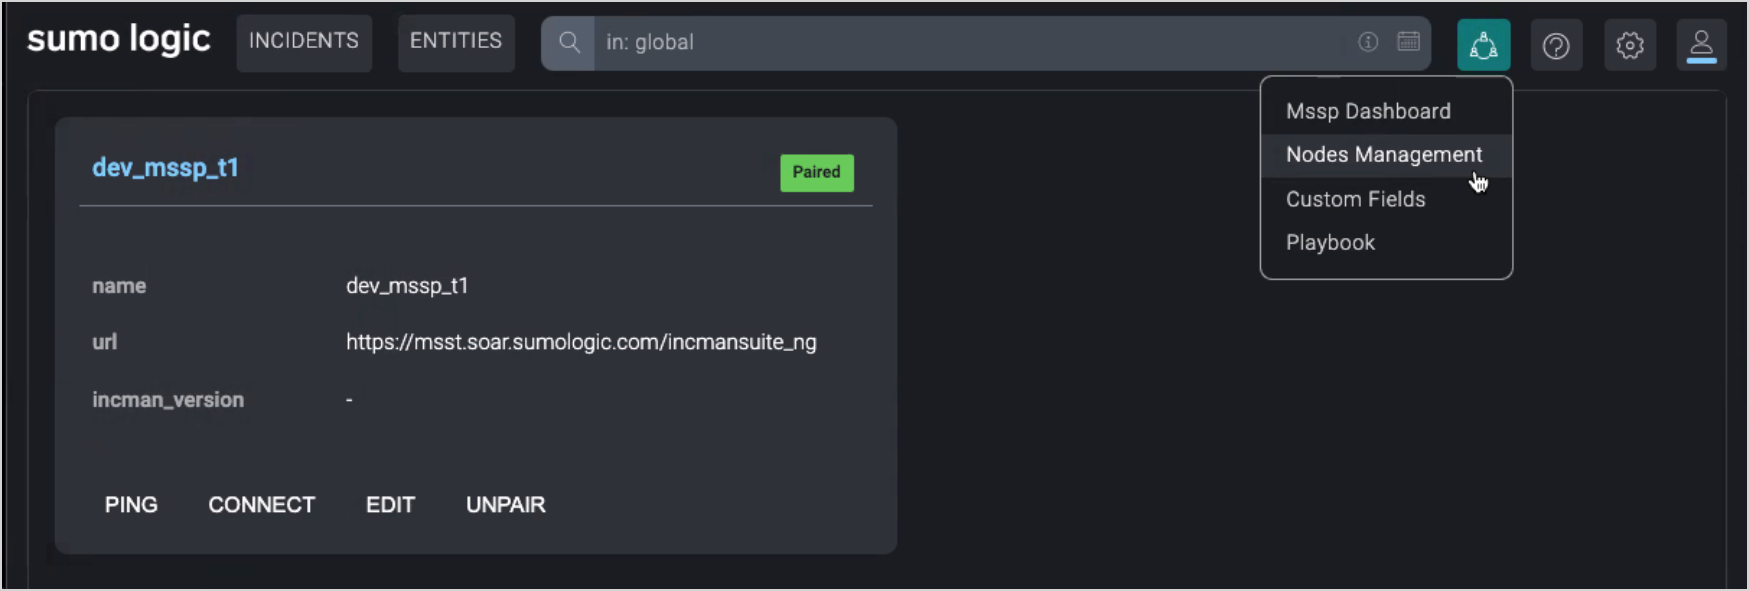 sumo logic INCIDENTS ENTITIES in: global
Mssp Dashboard
Nodes Management
Custom Fields
Playbook
dev_mssp_t1 Paired
name dev_mssp_t1
url https://msst.soar.sumologic.com/incmansuite_ng
incman_version -
PING CONNECT EDIT UNPAIR